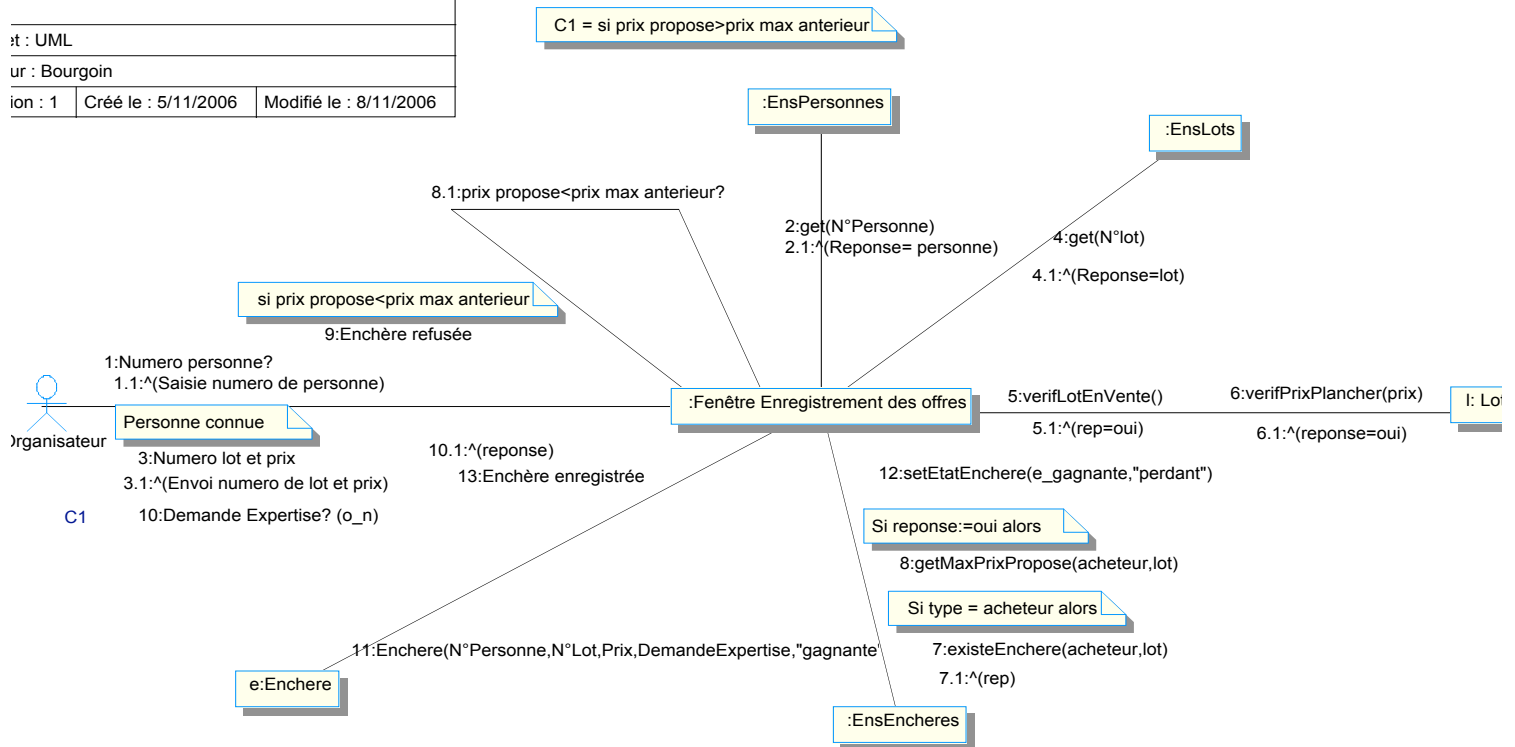 C1 = si prix propose>prix max anterieur
et : UML
ur : Bourgoin
ion : 1 Créé le : 5/11/2006 Modifié le : 8/11/2006
:EnsPersonnes
:EnsLots
8.1:prix propose<prix max anterieur?
2:get(N°Personne)
2.1:^(Reponse= personne)
4:get(N°lot)
4.1:^(Reponse=lot)
si prix propose<prix max anterieur
9:Enchère refusée
1:Numero personne?
1.1:^(Saisie numero de personne)
:Fenêtre Enregistrement des offres
5:verifLotEnVente()
6:verifPrixPlancher(prix)
l: Lot
5.1:^(rep=oui)
6.1:^(reponse=oui)
Personne connue
Organisateur
3:Numero lot et prix
3.1:^(Envoi numero de lot et prix)
10.1:^(reponse)
13:Enchère enregistrée
12:setEtatEnchere(e_gagnante,"perdant")
C1
10:Demande Expertise? (o_n)
Si reponse:=oui alors
8:getMaxPrixPropose(acheteur,lot)
Si type = acheteur alors
11:Enchere(N°Personne,N°Lot,Prix,DemandeExpertise,"gagnante"
7:existeEnchere(acheteur,lot)
7.1:^(rep)
e:Enchere
:EnsEncheres